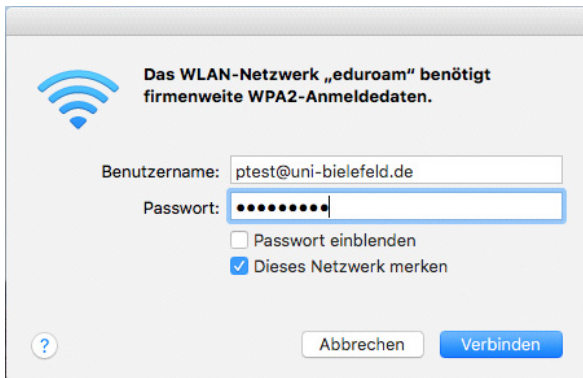 Das WLAN-Netzwerk „eduroam“ benötigt
firmenweite WPA2-Anmeldedaten.
Benutzername: ptest@uni-bielefeld.de
Passwort: •••••••••
Passwort einblenden
Dieses Netzwerk merken
? Abbrechen Verbinden